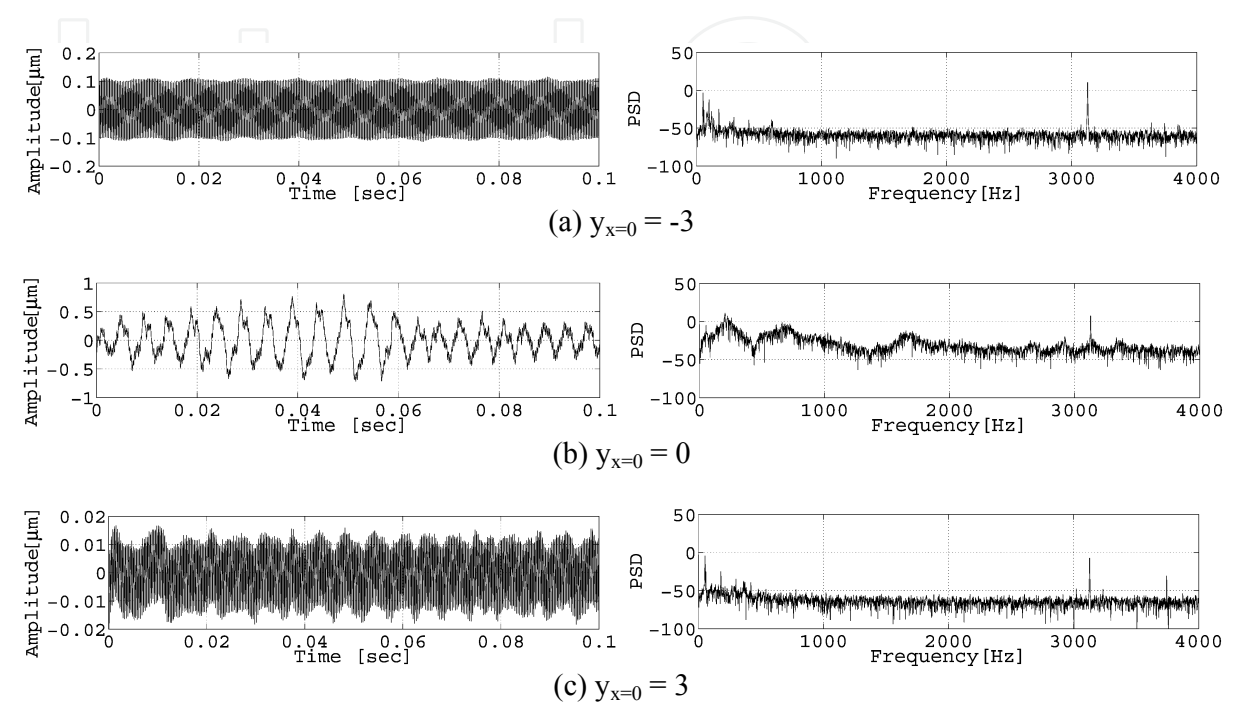 0.2
0.1
0
-0.1
-0.2
Amplitude[μm]
0 0.02 0.04 0.06 0.08 0.1
Time [sec]
50
0
-50
-100
PSD
0 1000 2000 3000 4000
Frequency[Hz]
(a) yx=0 = -3
1
0.5
0
-0.5
-1
Amplitude[μm]
0 0.02 0.04 0.06 0.08 0.1
Time [sec]
50
0
-50
-100
PSD
0 1000 2000 3000 4000
Frequency[Hz]
(b) yx=0 = 0
0.02
0.01
0
-0.01
-0.02
Amplitude[μm]
0 0.02 0.04 0.06 0.08 0.1
Time [sec]
50
0
-50
-100
PSD
0 1000 2000 3000 4000
Frequency[Hz]
(c) yx=0 = 3